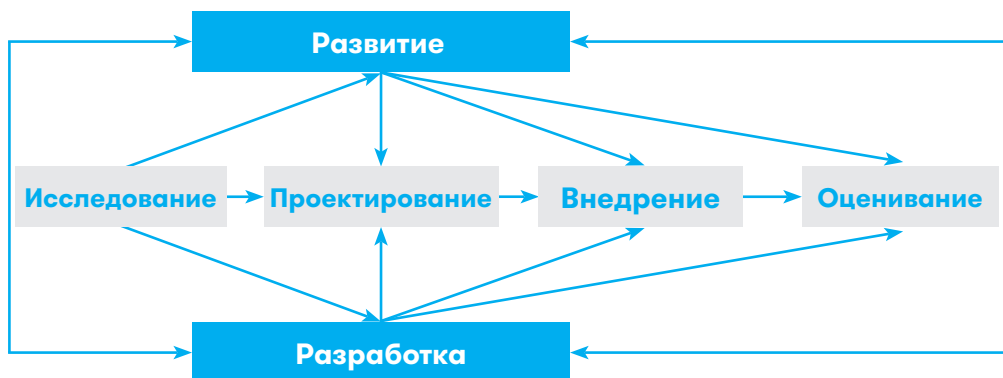 Развитие
Исследование
Проектирование
Внедрение
Оценивание
Разработка